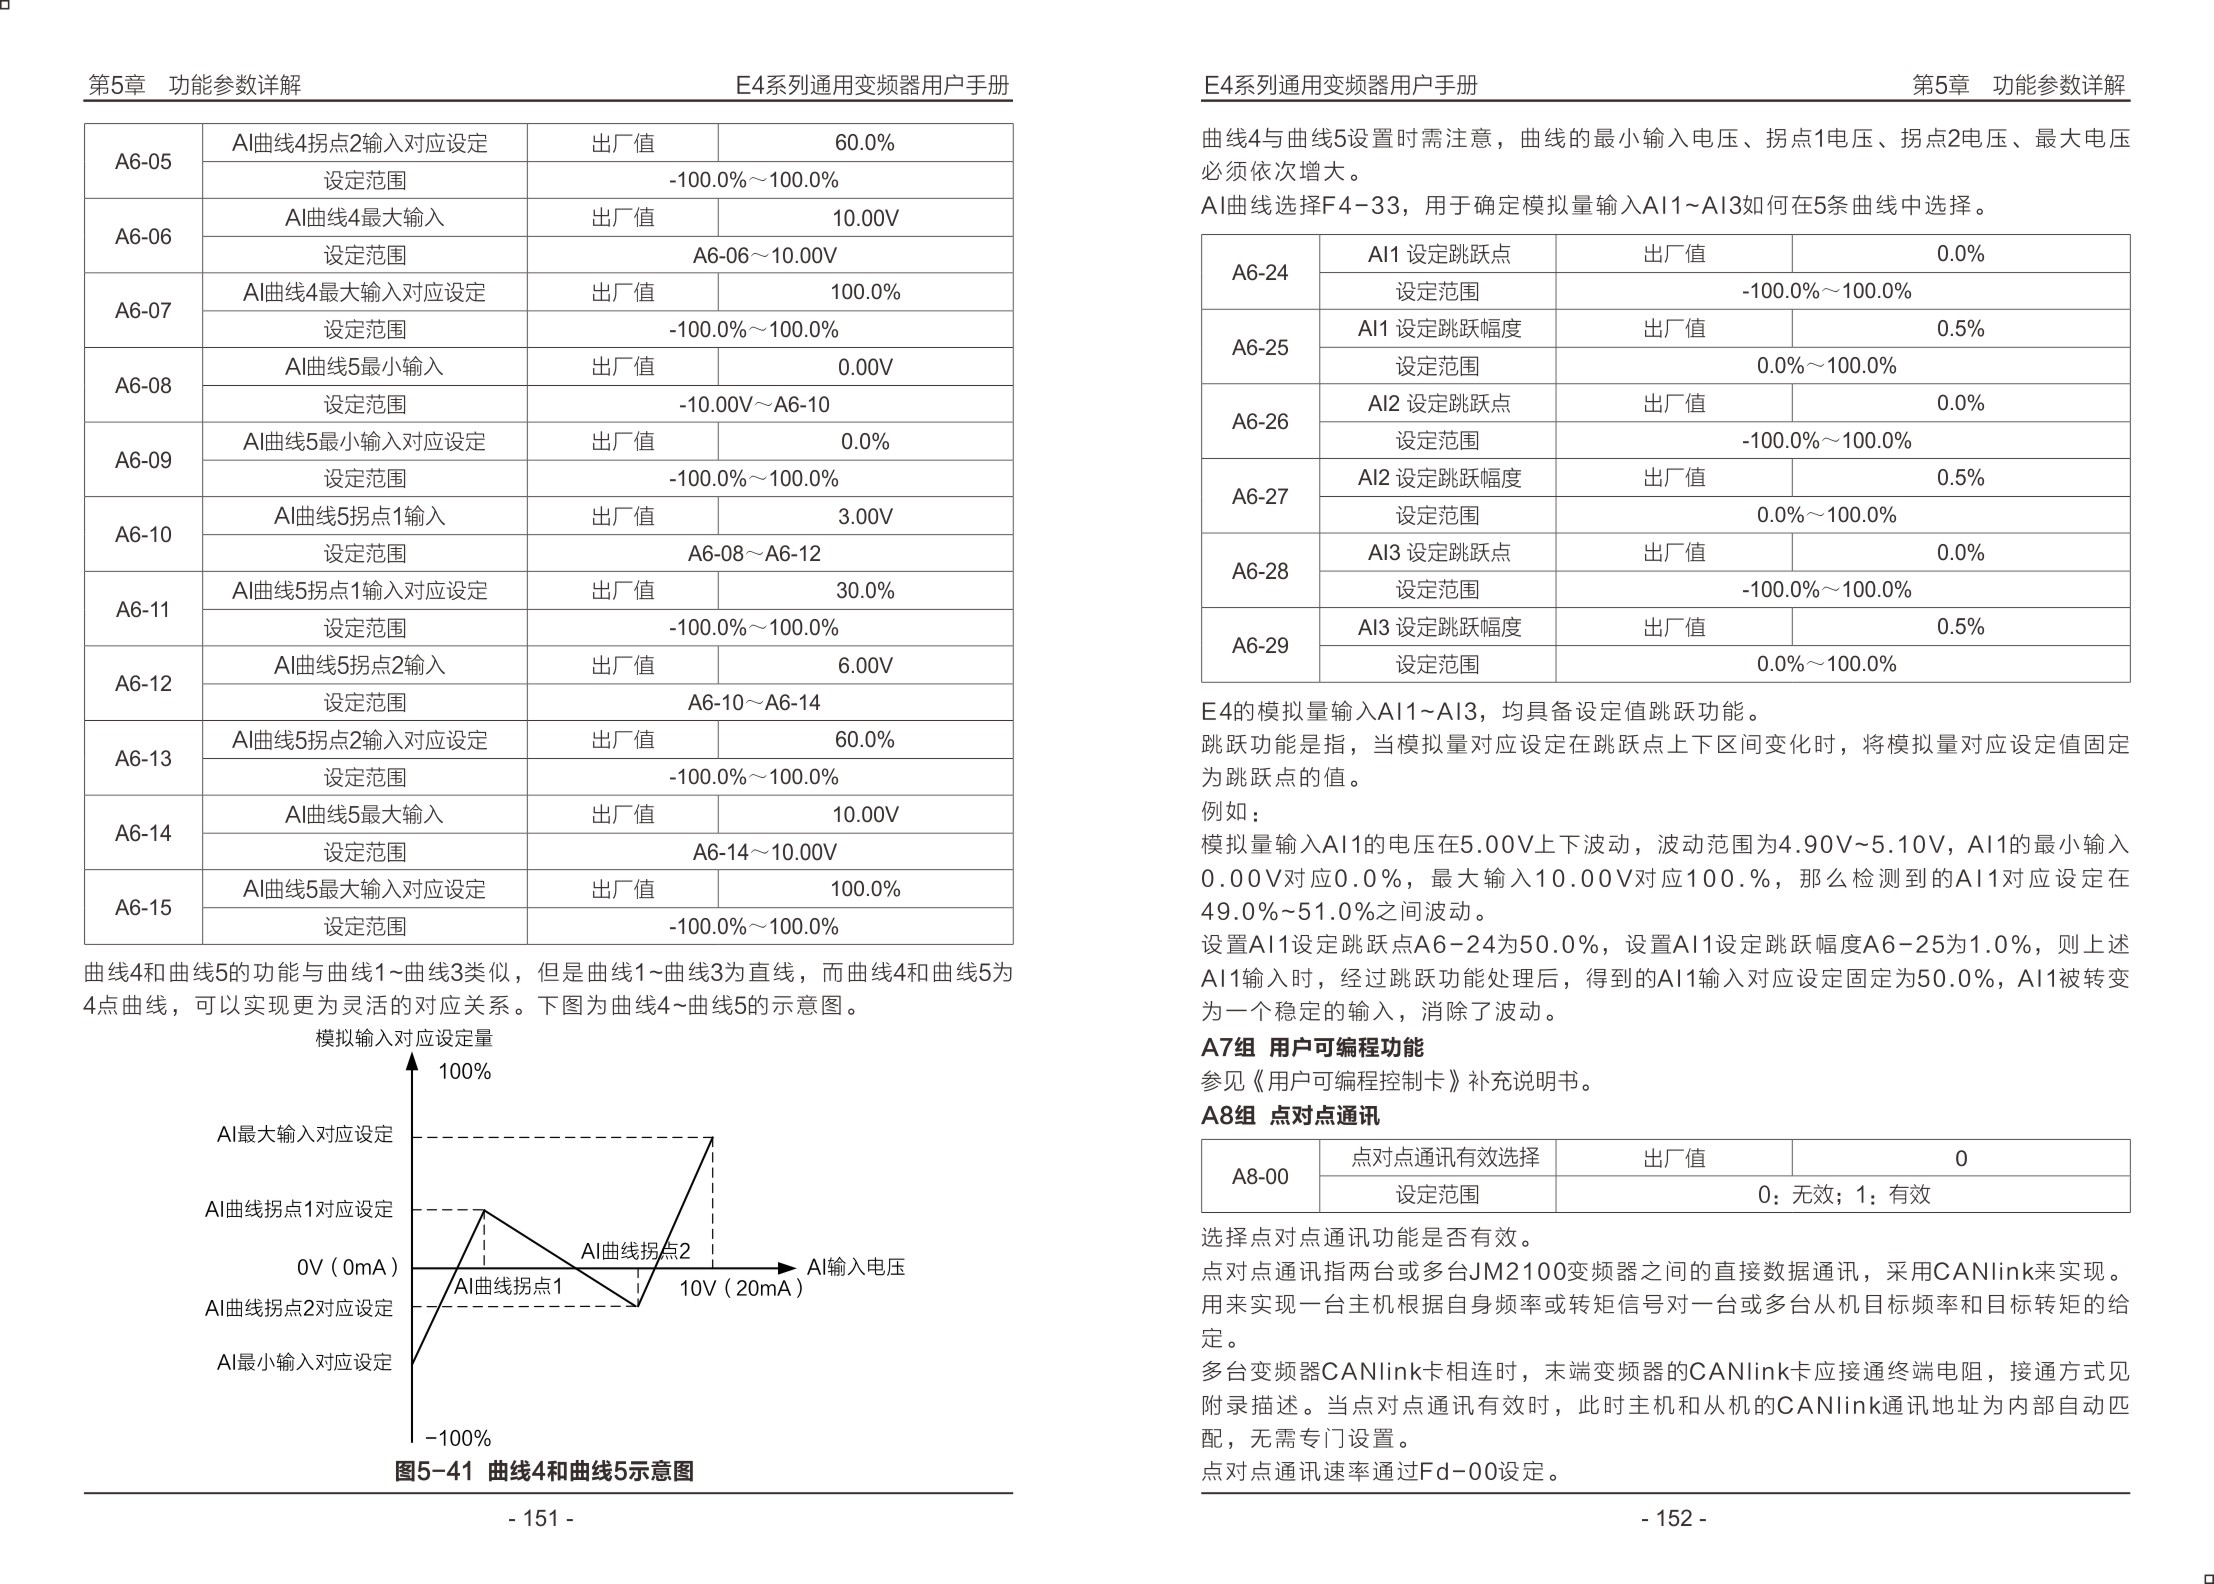 第5章　功能参数详解　E4系列通用变频器用户手册
A6-05　AI曲线4拐点2输入对应设定　出厂值　60.0%
设定范围　-100.0%～100.0%
A6-06　AI曲线4最大输入　出厂值　10.00V
设定范围　A6-06～10.00V
A6-07　AI曲线4最大输入对应设定　出厂值　100.0%
设定范围　-100.0%～100.0%
A6-08　AI曲线5最小输入　出厂值　0.00V
设定范围　-10.00V～A6-10
A6-09　AI曲线5最小输入对应设定　出厂值　0.0%
设定范围　-100.0%～100.0%
A6-10　AI曲线5拐点1输入　出厂值　3.00V
设定范围　A6-08～A6-12
A6-11　AI曲线5拐点1输入对应设定　出厂值　30.0%
设定范围　-100.0%～100.0%
A6-12　AI曲线5拐点2输入　出厂值　6.00V
设定范围　A6-10～A6-14
A6-13　AI曲线5拐点2输入对应设定　出厂值　60.0%
设定范围　-100.0%～100.0%
A6-14　AI曲线5最大输入　出厂值　10.00V
设定范围　A6-14～10.00V
A6-15　AI曲线5最大输入对应设定　出厂值　100.0%
设定范围　-100.0%～100.0%
曲线4和曲线5的功能与曲线1~曲线3类似，但是曲线1~曲线3为直线，而曲线4和曲线5为
4点曲线，可以实现更为灵活的对应关系。下图为曲线4~曲线5的示意图。
模拟输入对应设定量
100%
AI最大输入对应设定
AI曲线拐点1对应设定
AI曲线拐点2
0V（0mA）　AI输入电压
AI曲线拐点1　10V（20mA）
AI曲线拐点2对应设定
AI最小输入对应设定
-100%
图5-41 曲线4和曲线5示意图
- 151 -
E4系列通用变频器用户手册　第5章　功能参数详解
曲线4与曲线5设置时需注意，曲线的最小输入电压、拐点1电压、拐点2电压、最大电压
必须依次增大。
AI曲线选择F4-33，用于确定模拟量输入AI1~AI3如何在5条曲线中选择。
A6-24　AI1 设定跳跃点　出厂值　0.0%
设定范围　-100.0%～100.0%
A6-25　AI1 设定跳跃幅度　出厂值　0.5%
设定范围　0.0%～100.0%
A6-26　AI2 设定跳跃点　出厂值　0.0%
设定范围　-100.0%～100.0%
A6-27　AI2 设定跳跃幅度　出厂值　0.5%
设定范围　0.0%～100.0%
A6-28　AI3 设定跳跃点　出厂值　0.0%
设定范围　-100.0%～100.0%
A6-29　AI3 设定跳跃幅度　出厂值　0.5%
设定范围　0.0%～100.0%
E4的模拟量输入AI1~AI3，均具备设定值跳跃功能。
跳跃功能是指，当模拟量对应设定在跳跃点上下区间变化时，将模拟量对应设定值固定
为跳跃点的值。
例如：
模拟量输入AI1的电压在5.00V上下波动，波动范围为4.90V~5.10V，AI1的最小输入
0.00V对应0.0%，最大输入10.00V对应100.%，那么检测到的AI1对应设定在
49.0%~51.0%之间波动。
设置AI1设定跳跃点A6-24为50.0%，设置AI1设定跳跃幅度A6-25为1.0%，则上述
AI1输入时，经过跳跃功能处理后，得到的AI1输入对应设定固定为50.0%，AI1被转变
为一个稳定的输入，消除了波动。
A7组 用户可编程功能
参见《用户可编程控制卡》补充说明书。
A8组 点对点通讯
A8-00　点对点通讯有效选择　出厂值　0
设定范围　0：无效；1：有效
选择点对点通讯功能是否有效。
点对点通讯指两台或多台JM2100变频器之间的直接数据通讯，采用CANlink来实现。
用来实现一台主机根据自身频率或转矩信号对一台或多台从机目标频率和目标转矩的给
定。
多台变频器CANlink卡相连时，末端变频器的CANlink卡应接通终端电阻，接通方式见
附录描述。当点对点通讯有效时，此时主机和从机的CANlink通讯地址为内部自动匹
配，无需专门设置。
点对点通讯速率通过Fd-00设定。
- 152 -